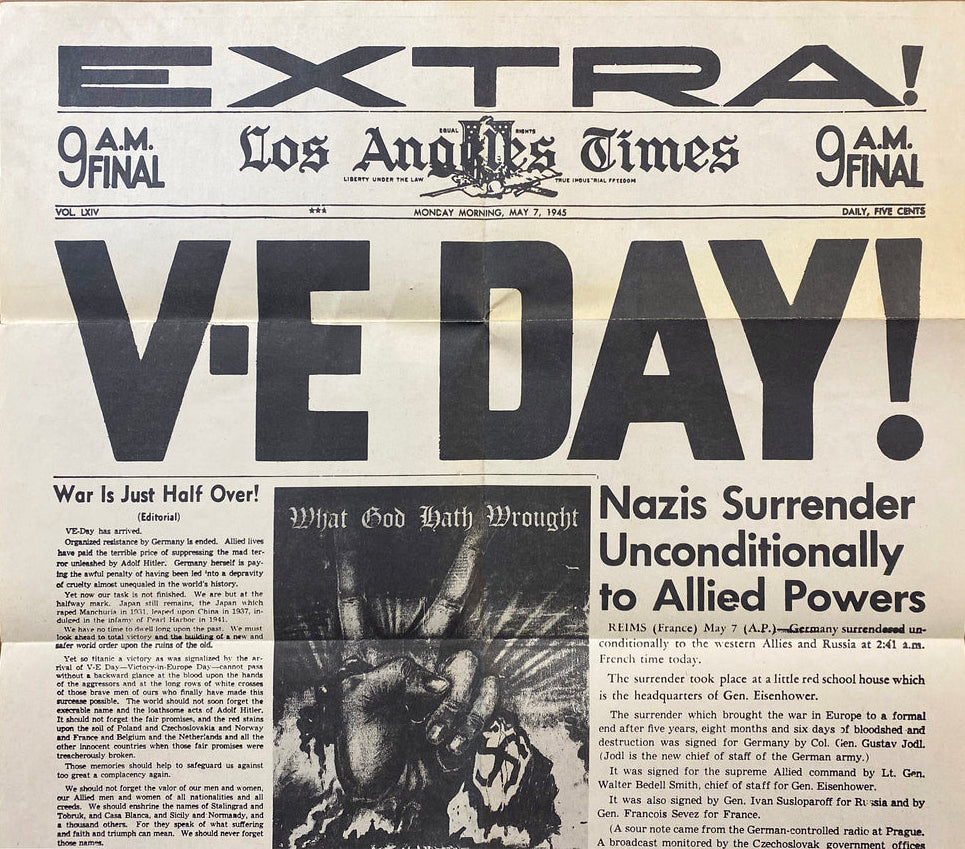 EXTRA!
9 A.M.
FINAL
EQUAL RIGHTS
Los Angeles Times
LIBERTY UNDER THE LAW
TRUE INDUSTRIAL FREEDOM
9 A.M.
FINAL
VOL. LXIV
***
MONDAY MORNING, MAY 7, 1945
DAILY, FIVE CENTS
V-E DAY!
War Is Just Half Over!
(Editorial)
VE-Day has arrived.
Organized resistance by Germany is ended. Allied lives
have paid the terrible price of suppressing the mad ter-
ror unleashed by Adolf Hitler. Germany herself is pay-
ing the awful penalty of having been led into a depravity
of cruelty almost unequaled in the world's history.
Yet now our task is not finished. We are but at the
halfway mark. Japan still remains, the Japan which
raped Manchuria in 1931, leaped upon China in 1937, in-
dulged in the infamy of Pearl Harbor in 1941.
We have no time to dwell long upon the past. We must
look ahead to total victory and the building of a new and
safer world order upon the ruins of the old.
Yet so titanic a victory as was signalized by the ar-
rival of V-E Day—Victory-in-Europe Day—cannot pass
without a backward glance at the blood upon the hands
of the aggressors and at the long rows of white crosses
of those brave men of ours who finally have made this
surcease possible. The world should not soon forget the
execrable name and the loathsome acts of Adolf Hitler.
It should not forget the fair promises, and the red stains
upon the soil of Poland and Czechoslovakia and Norway
and France and Belgium and the Netherlands and all the
other innocent countries when those fair promises were
treacherously broken.
Those memories should help to safeguard us against
too great a complacency again.
We should not forget the valor of our men and women,
our Allied men and women of all nationalities and all
creeds. We should enshrine the names of Stalingrad and
Tobruk, and Casa Blanca, and Sicily and Normandy, and
a thousand others. For they speak of what suffering
and faith and triumph can mean. We should never forget
those names.
What God Hath Wrought
Nazis Surrender
Unconditionally
to Allied Powers
REIMS (France) May 7 (A.P.)—Germany surrendered un-
conditionally to the western Allies and Russia at 2:41 a.m.
French time today.
The surrender took place at a little red school house which
is the headquarters of Gen. Eisenhower.
The surrender which brought the war in Europe to a formal
end after five years, eight months and six days of bloodshed and
destruction was signed for Germany by Col. Gen. Gustav Jodl.
(Jodl is the new chief of staff of the German army.)
It was signed for the supreme Allied command by Lt. Gen.
Walter Bedell Smith, chief of staff for Gen. Eisenhower.
It was also signed by Gen. Ivan Susloparoff for Russia and by
Gen. Francois Sevez for France.
(A sour note came from the German-controlled radio at Prague.
A broadcast monitored by the Czechoslovak government offices